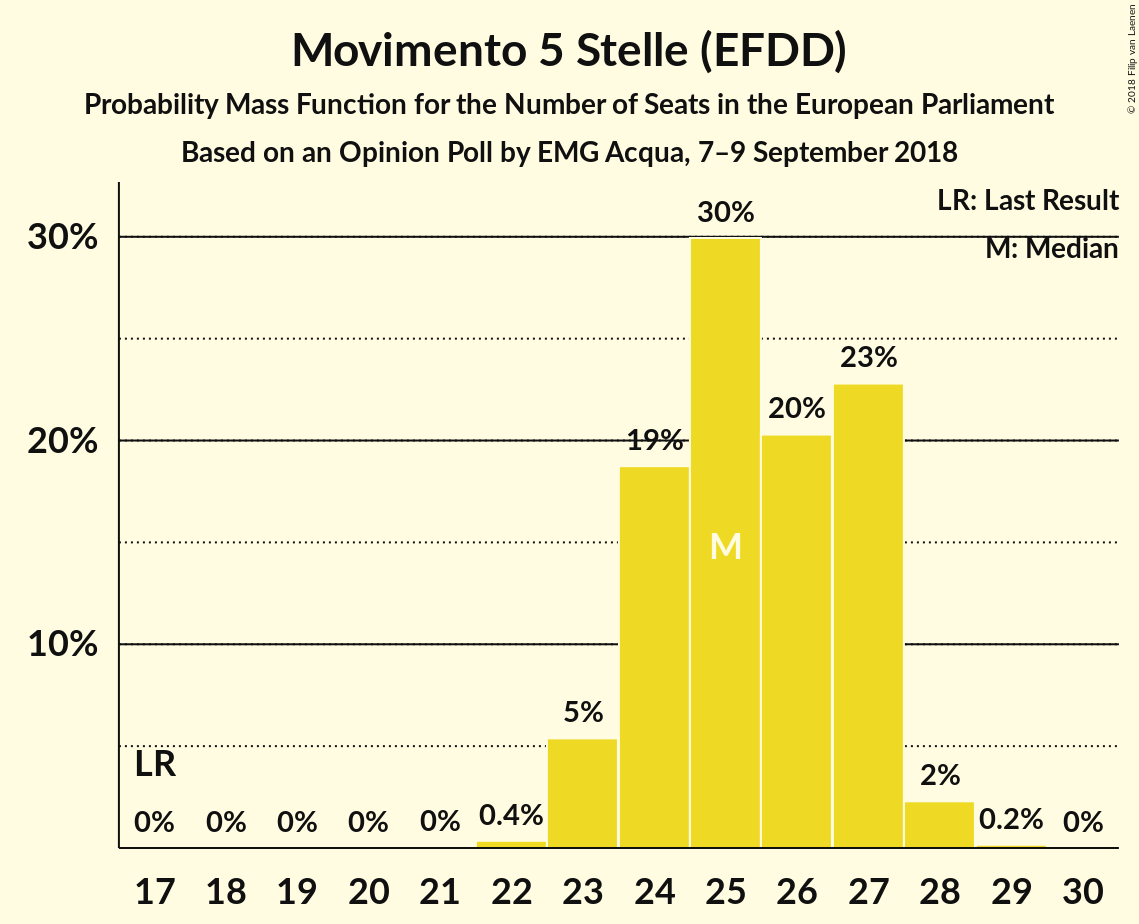 Movimento 5 Stelle (EFDD)
Probability Mass Function for the Number of Seats in the European Parliament
Based on an Opinion Poll by EMG Acqua, 7–9 September 2018
© 2018 Filip van Laenen
LR: Last Result
M: Median
30%
20%
10%
30%
23%
20%
19%
M
5%
LR
2%
0% 0% 0% 0% 0% 0.4% 0.2% 0%
17 18 19 20 21 22 23 24 25 26 27 28 29 30